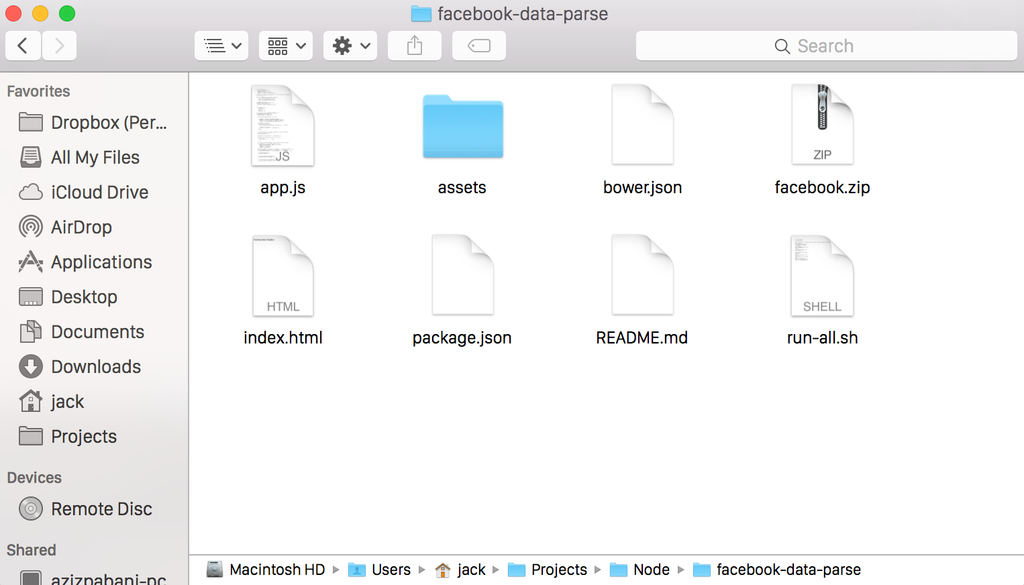 facebook-data-parse
Search
Favorites
Dropbox (Per...
All My Files
iCloud Drive
AirDrop
Applications
Desktop
Documents
Downloads
jack
Projects
Devices
Remote Disc
Shared
azizpabani-pc
JS
app.js
assets
bower.json
ZIP
facebook.zip
HTML
index.html
package.json
README.md
SHELL
run-all.sh
Macintosh HD Users jack Projects Node facebook-data-parse